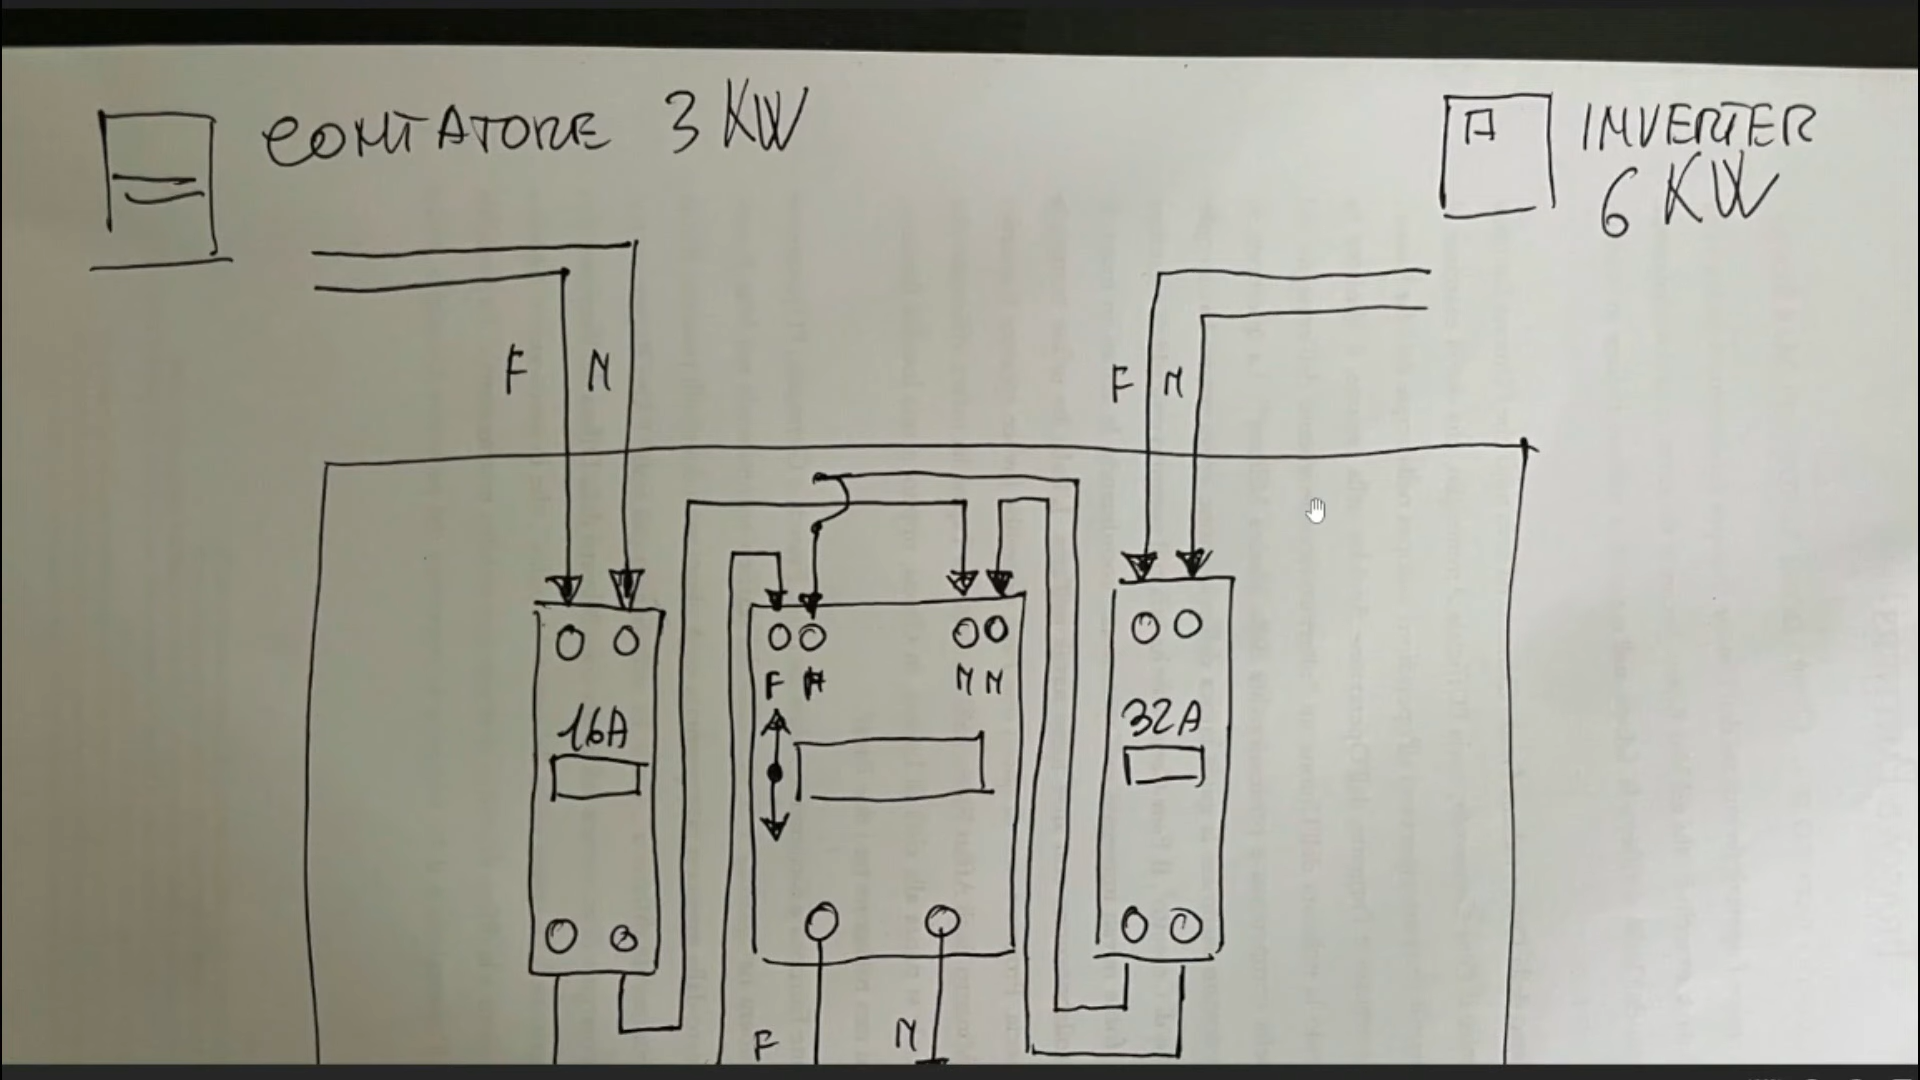 CONTATORE 3 KW
INVERTER
6 KW
F N
F N
F F N N
16A
32A
F N